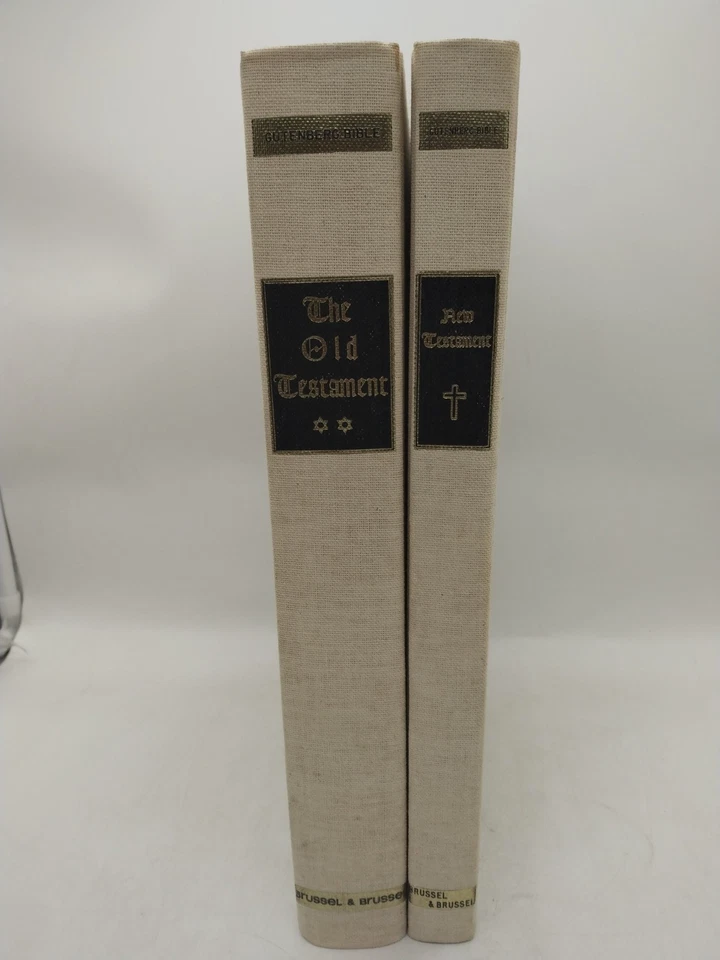 GUTENBERG BIBLE
The
Old
Testament
BRUSSEL & BRUSSEL
GUTENBERG BIBLE
New
Testament
BRUSSEL
& BRUSSEL